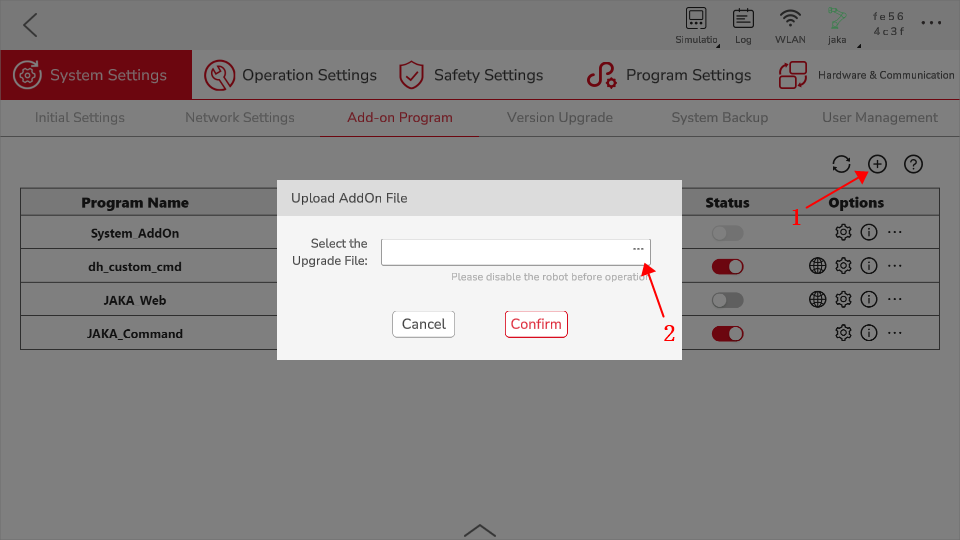 Simulatio
Log
WLAN
jaka
fe56
4c3f
System Settings
Operation Settings
Safety Settings
Program Settings
Hardware & Communication
Initial Settings
Network Settings
Add-on Program
Version Upgrade
System Backup
User Management
1
Program Name
Status
Options
System_AddOn
dh_custom_cmd
JAKA_Web
JAKA_Command
Upload AddOn File
Select the
Upgrade File:
Please disable the robot before operation
Cancel
Confirm
2